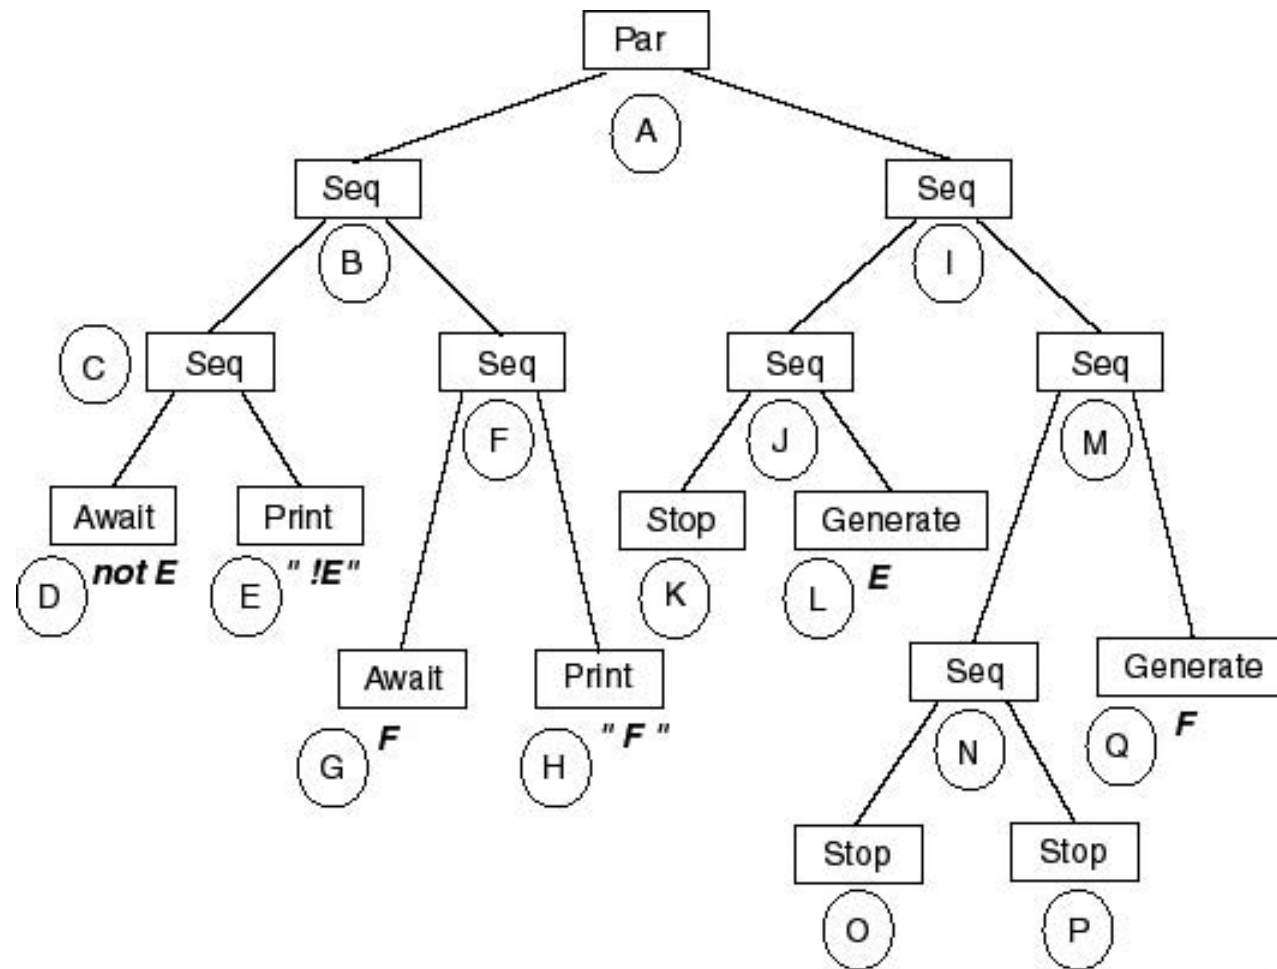 Par
A
Seq
Seq
B
I
C
Seq
Seq
Seq
Seq
F
J
M
Await
Print
Stop
Generate
D
not E
E
" !E"
K
L
E
Await
Print
Seq
Generate
G
F
H
" F "
N
Q
F
Stop
Stop
O
P